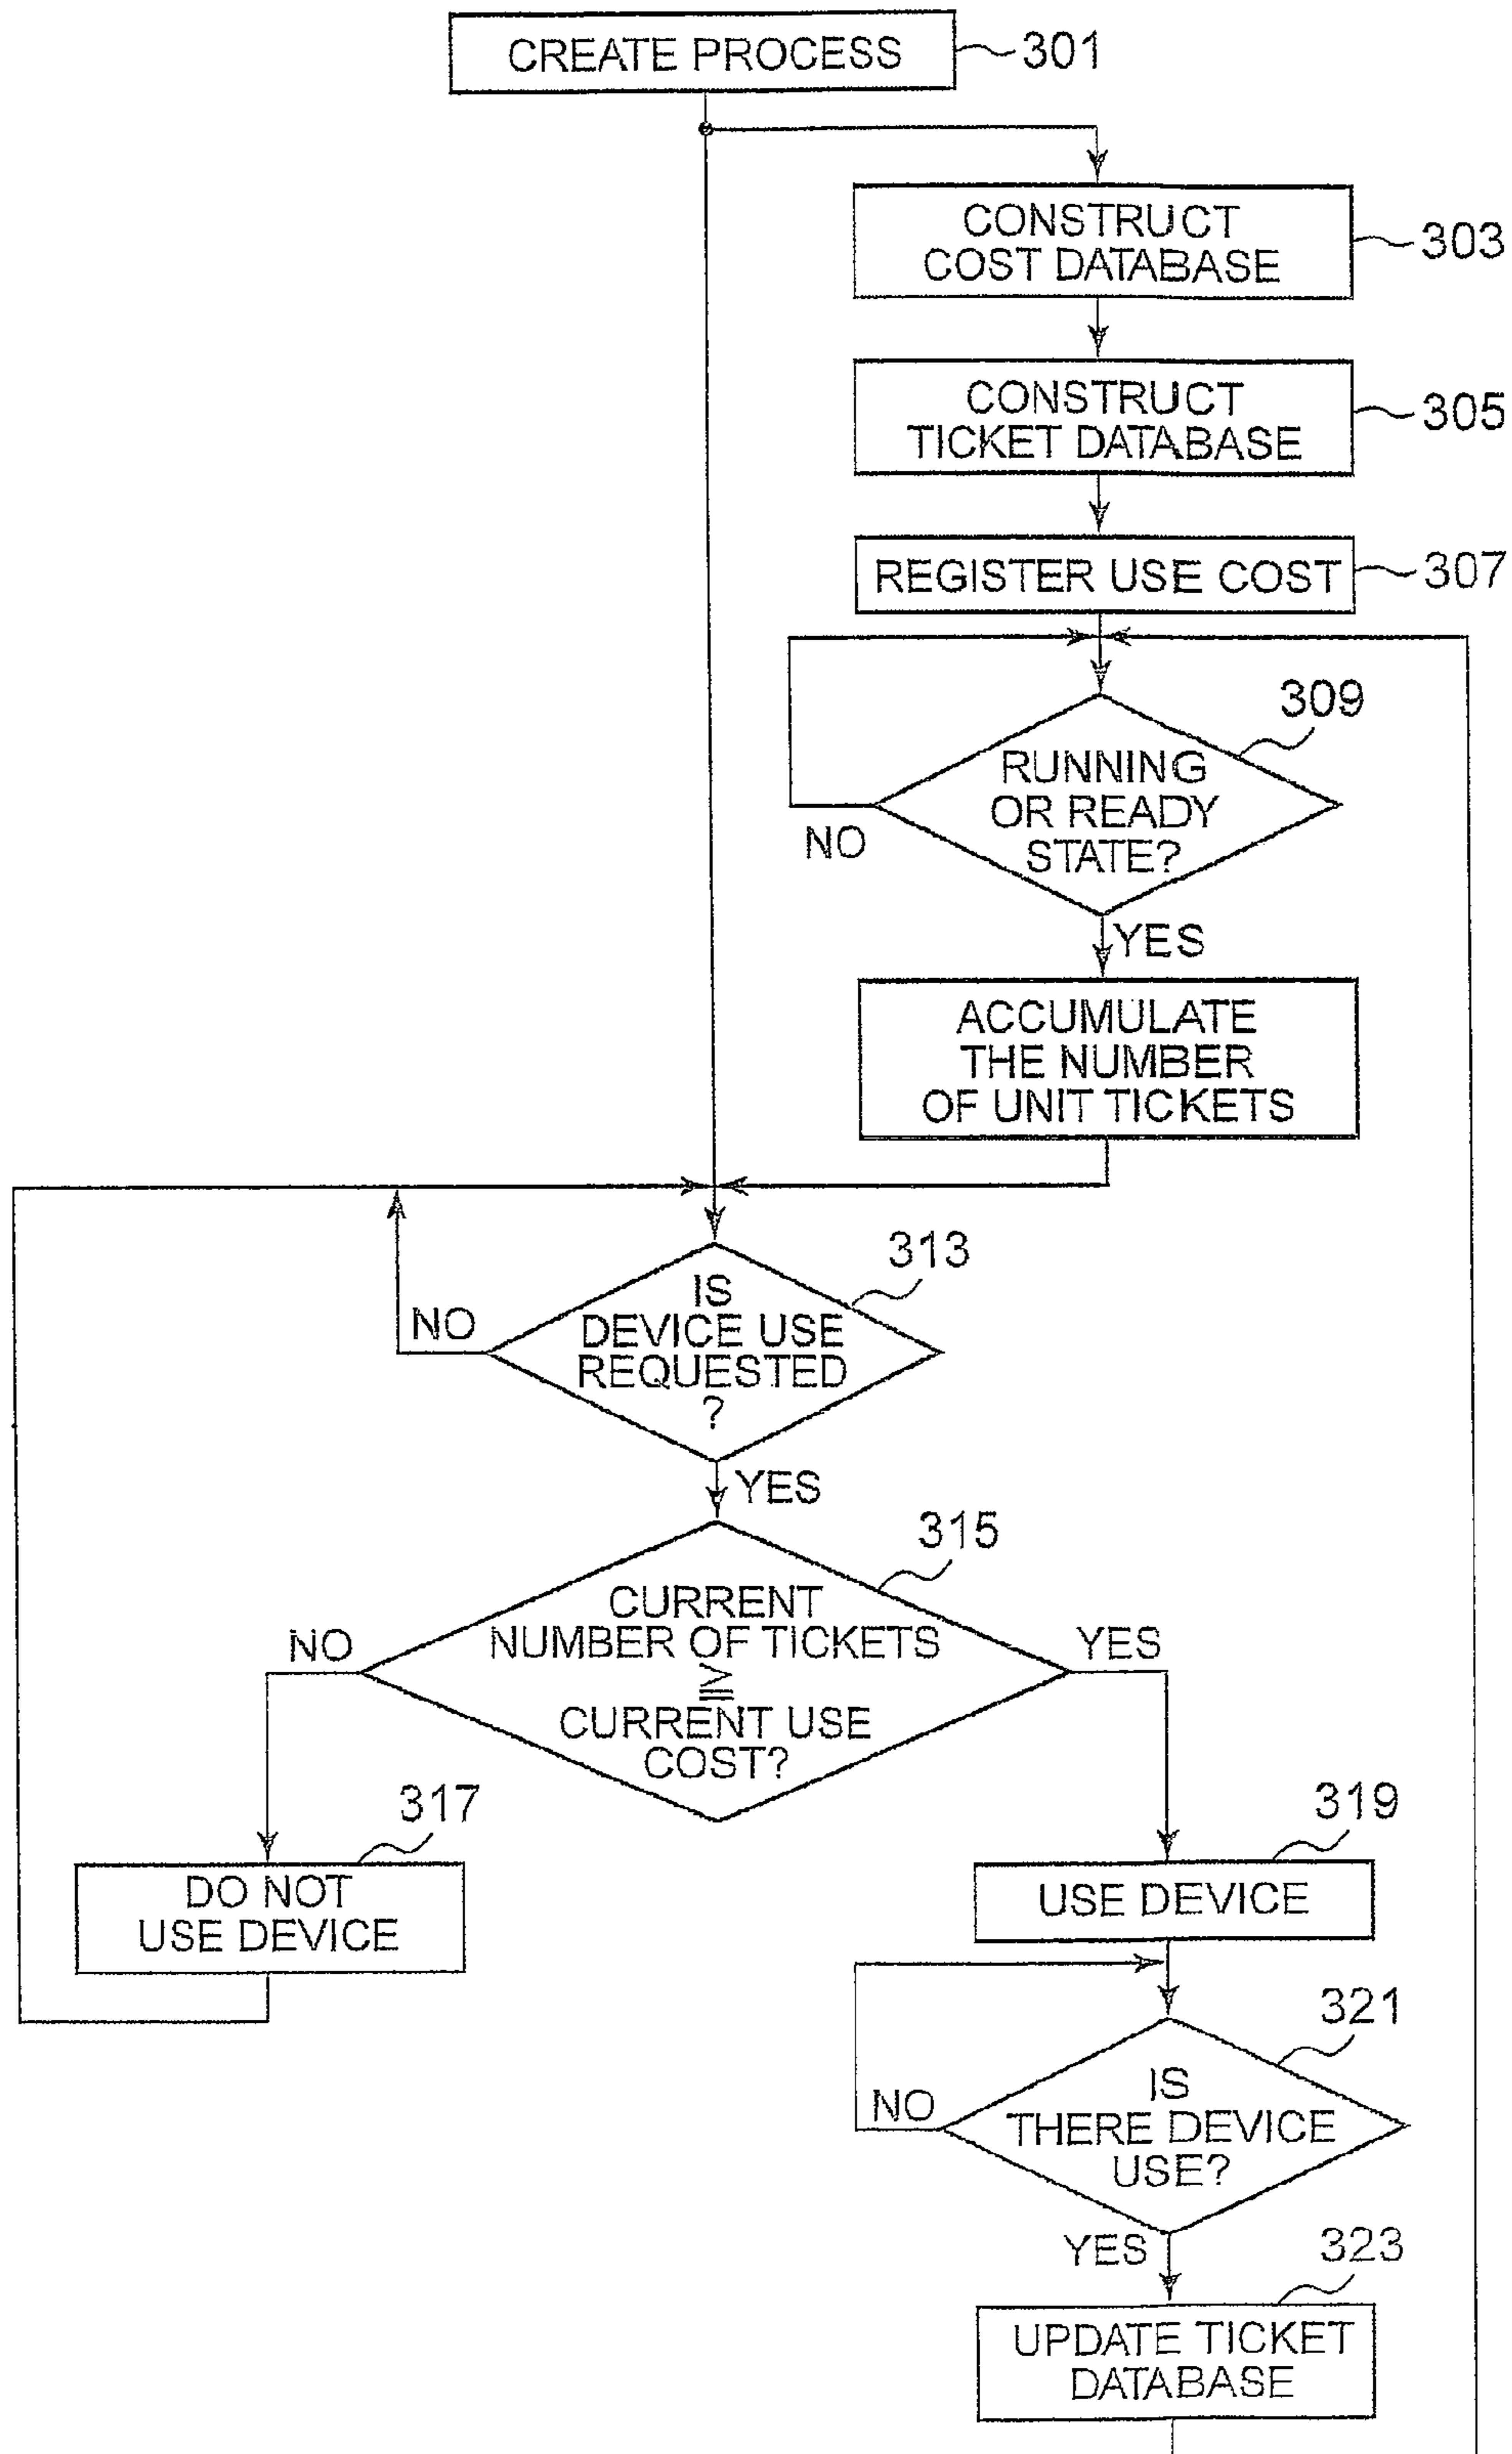 CREATE PROCESS
301
CONSTRUCT
COST DATABASE
303
CONSTRUCT
TICKET DATABASE
305
REGISTER USE COST
307
309
RUNNING
OR READY
STATE?
NO
YES
ACCUMULATE
THE NUMBER
OF UNIT TICKETS
313
IS
DEVICE USE
REQUESTED
?
NO
YES
315
CURRENT
NUMBER OF TICKETS
≧
CURRENT USE
COST?
NO
YES
317
DO NOT
USE DEVICE
319
USE DEVICE
321
IS
THERE DEVICE
USE?
NO
YES
323
UPDATE TICKET
DATABASE